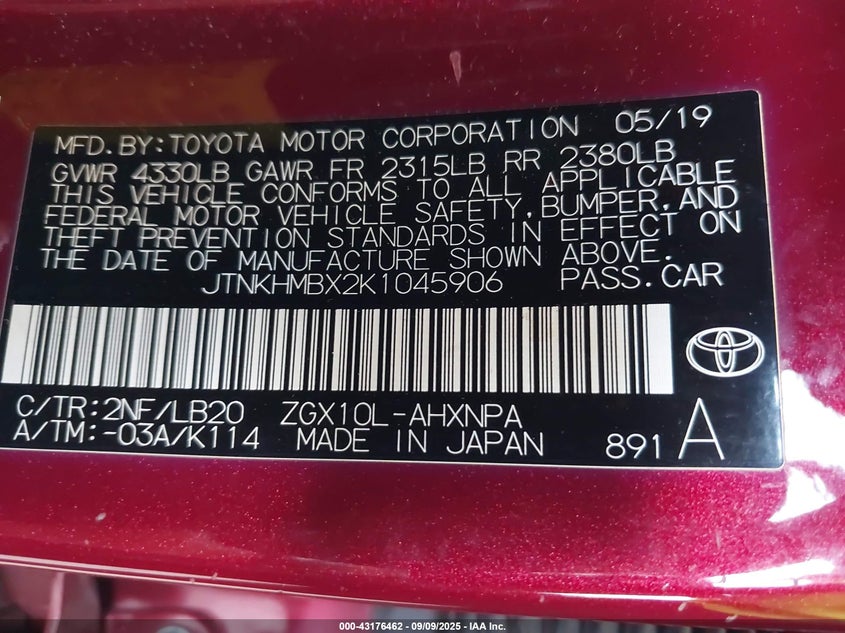 MFD. BY: TOYOTA MOTOR CORPORATION 05/19
GVWR 4330LB GAWR FR 2315LB RR 2380LB
THIS VEHICLE CONFORMS TO ALL APPLICABLE
FEDERAL MOTOR VEHICLE SAFETY, BUMPER, AND
THEFT PREVENTION STANDARDS IN EFFECT ON
THE DATE OF MANUFACTURE SHOWN ABOVE.
JTNKHMBX2K1045906 PASS. CAR
C/TR: 2NF/LB20 ZGX10L-AHXNPA
A/TM: -03A/K114 MADE IN JAPAN 891 A
000-43176462 - 09/09/2025 - IAA Inc.